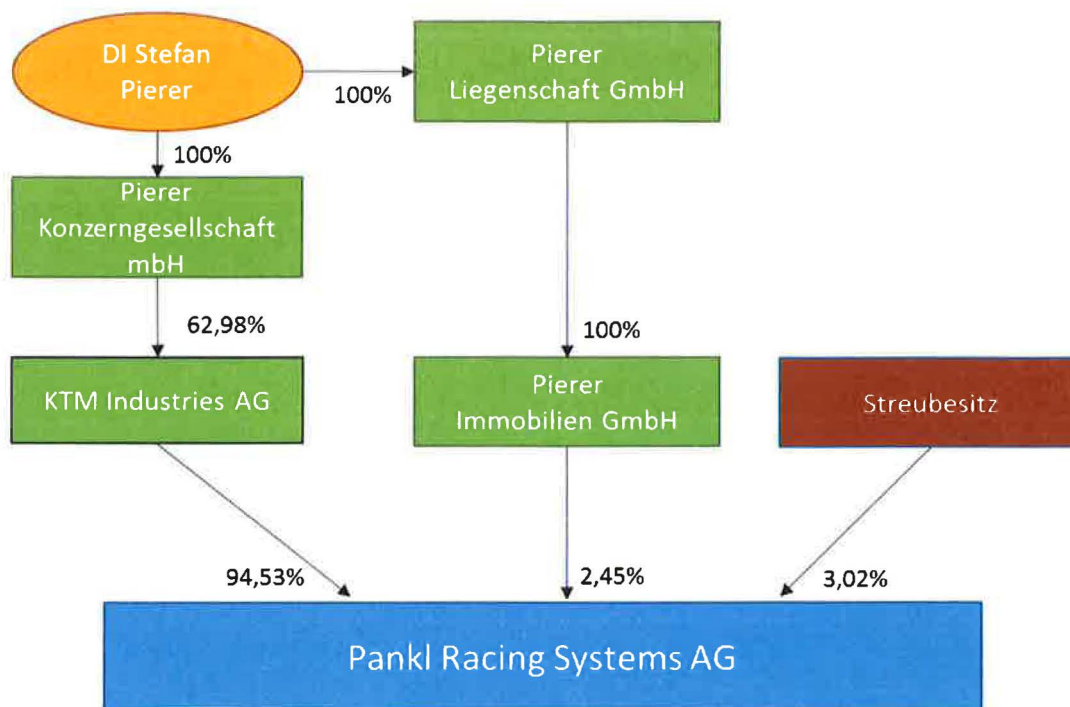 DI Stefan
Pierer
100%
Pierer
Liegenschaft GmbH
100%
Pierer
Konzerngesellschaft
mbH
62,98%
100%
KTM Industries AG
Pierer
Immobilien GmbH
Streubesitz
94,53%
2,45%
3,02%
Pankl Racing Systems AG